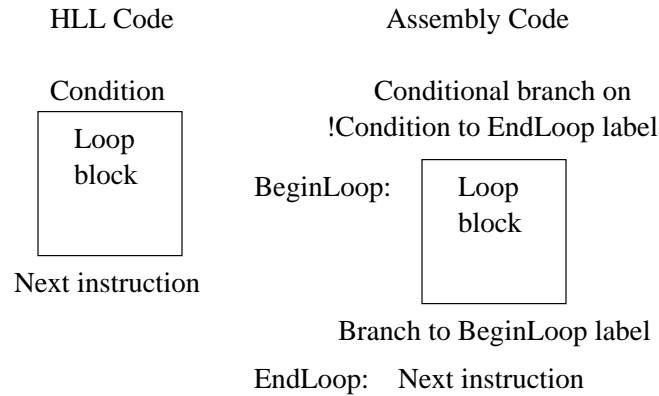 HLL Code
Assembly Code
Condition
Loop
block
Next instruction
Conditional branch on
!Condition to EndLoop label
BeginLoop:
Loop
block
Branch to BeginLoop label
EndLoop: Next instruction